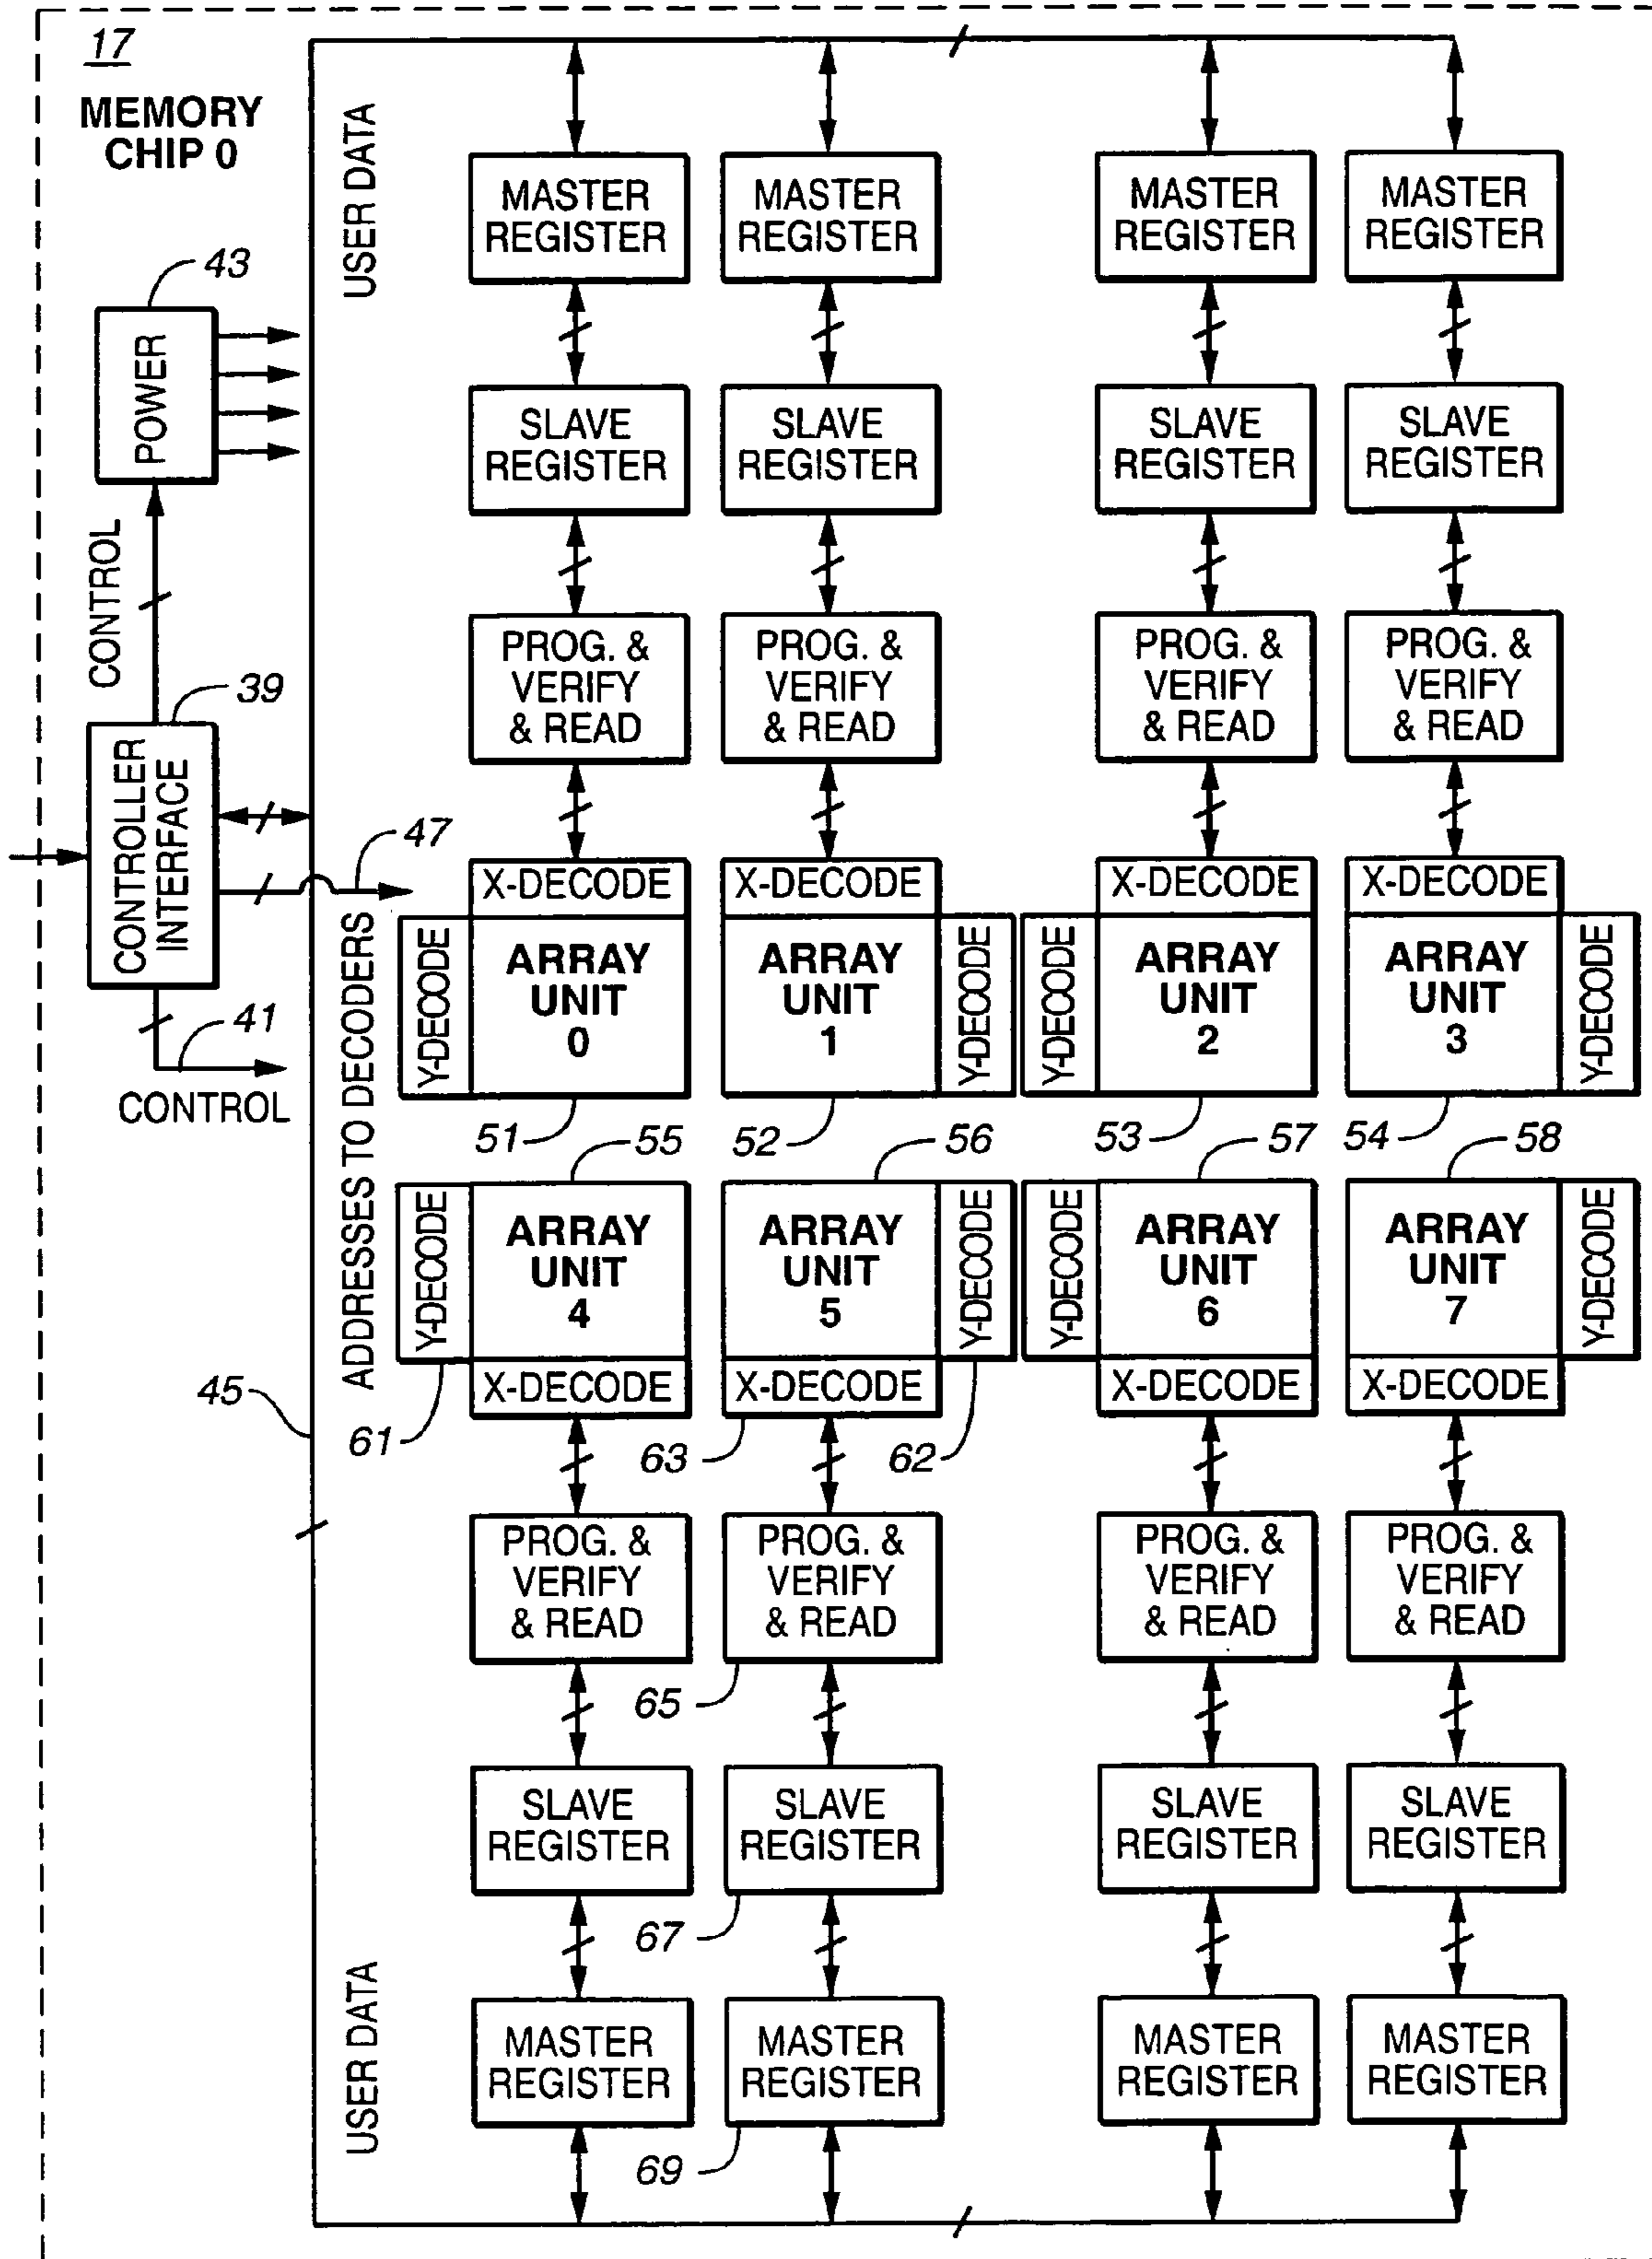 17
MEMORY
CHIP 0
USER DATA
MASTER
REGISTER
MASTER
REGISTER
MASTER
REGISTER
MASTER
REGISTER
43
POWER
SLAVE
REGISTER
SLAVE
REGISTER
SLAVE
REGISTER
SLAVE
REGISTER
CONTROL
PROG. &
VERIFY
& READ
PROG. &
VERIFY
& READ
PROG. &
VERIFY
& READ
PROG. &
VERIFY
& READ
39
CONTROLLER
INTERFACE
47
X-DECODE
X-DECODE
X-DECODE
X-DECODE
ADDRESSES TO DECODERS
Y-DECODE
ARRAY
UNIT
0
ARRAY
UNIT
1
Y-DECODE
Y-DECODE
ARRAY
UNIT
2
ARRAY
UNIT
3
Y-DECODE
41
CONTROL
51
52
53
54
55
56
57
58
Y-DECODE
ARRAY
UNIT
4
ARRAY
UNIT
5
Y-DECODE
Y-DECODE
ARRAY
UNIT
6
ARRAY
UNIT
7
Y-DECODE
X-DECODE
X-DECODE
X-DECODE
X-DECODE
45
61
63
62
PROG. &
VERIFY
& READ
PROG. &
VERIFY
& READ
PROG. &
VERIFY
& READ
PROG. &
VERIFY
& READ
65
SLAVE
REGISTER
SLAVE
REGISTER
SLAVE
REGISTER
SLAVE
REGISTER
67
USER DATA
MASTER
REGISTER
MASTER
REGISTER
MASTER
REGISTER
MASTER
REGISTER
69